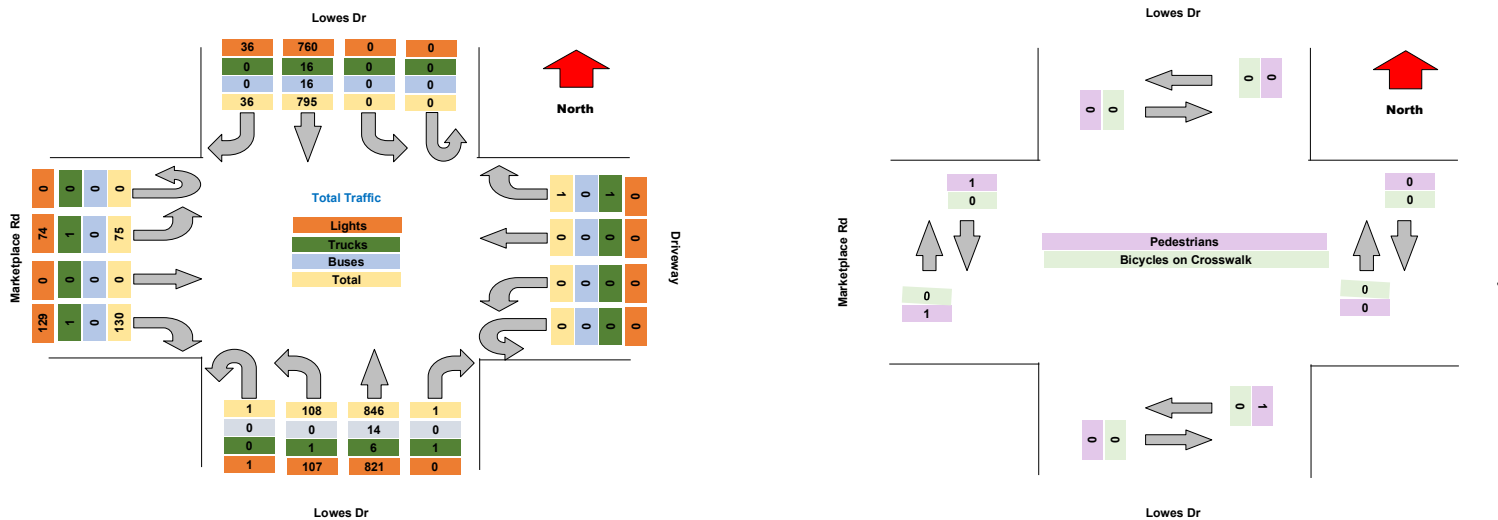 Lowes Dr
36 760 0 0
0 16 0 0
0 16 0 0
36 795 0 0
North
Marketplace Rd
0 0 0 0
74 1 0 75
0 0 0 0
129 1 0 130
Total Traffic
Lights
Trucks
Buses
Total
1 0 1 0
0 0 0 0
0 0 0 0
0 0 0 0
Driveway
1 108 846 1
0 0 14 0
0 1 6 1
1 107 821 0
Lowes Dr
Lowes Dr
0 0
0 0
North
1
0
0
0
Marketplace Rd
Pedestrians
Bicycles on Crosswalk
0
1
0
0
0 1
0 0
Lowes Dr